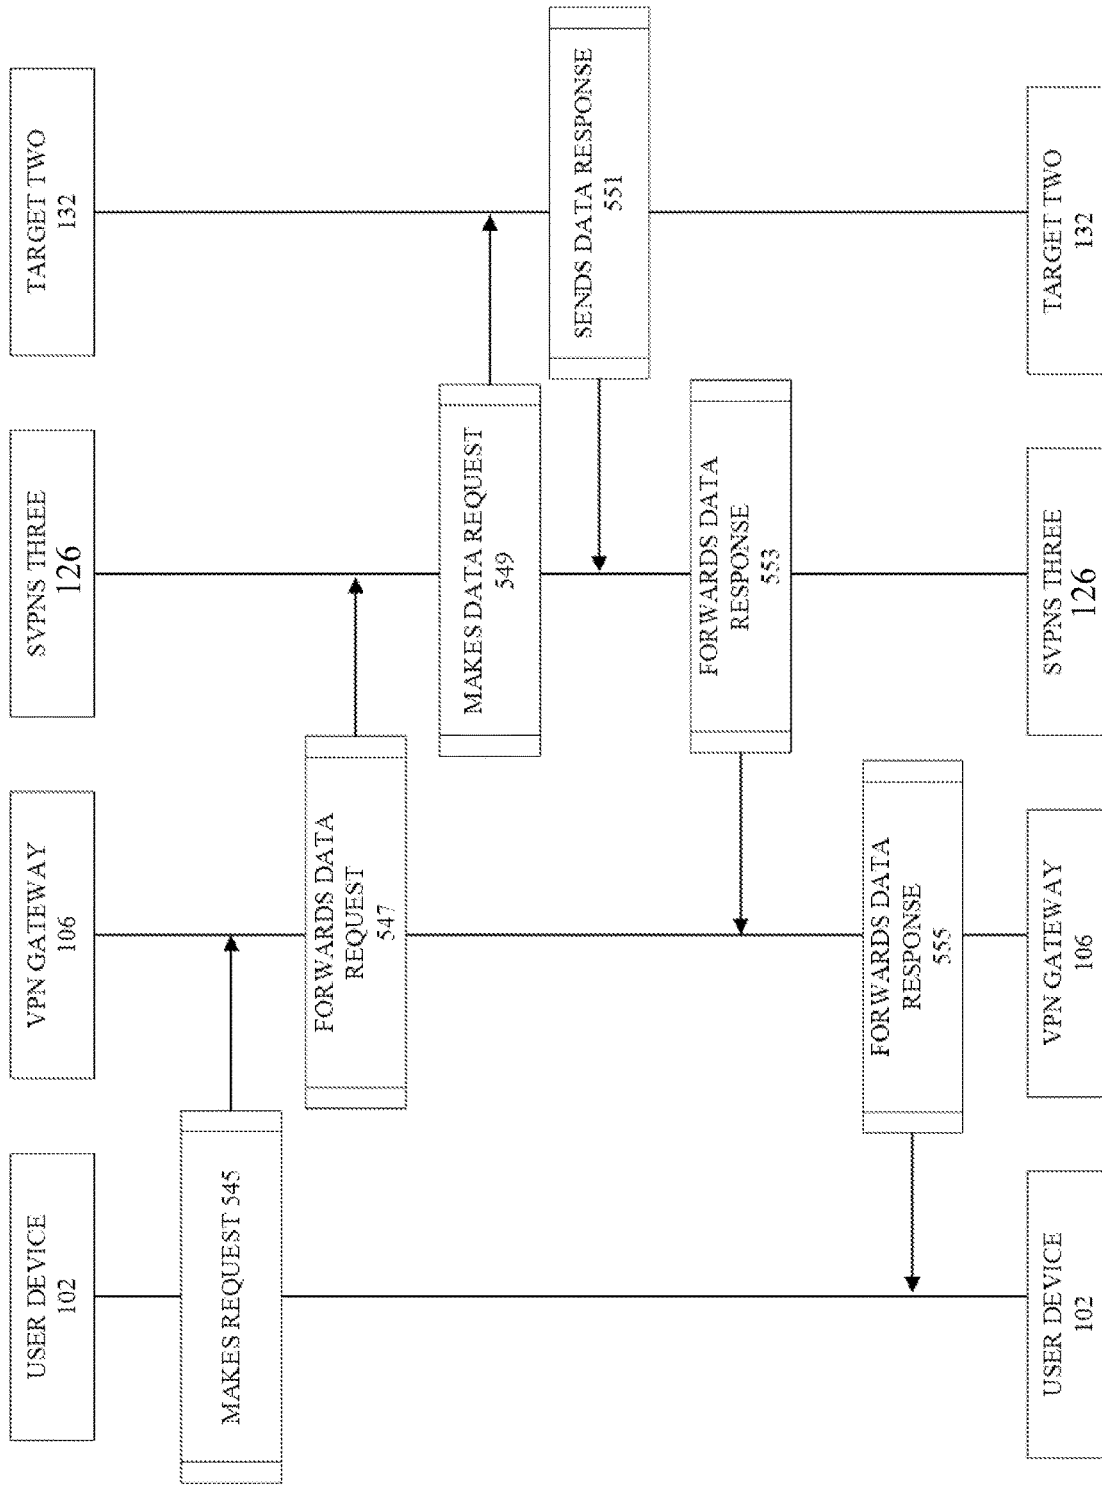 USER DEVICE
102
VPN GATEWAY
106
SVPNS THREE
126
TARGET TWO
132
MAKES REQUEST 545
FORWARDS DATA
REQUEST
547
MAKES DATA REQUEST
549
SENDS DATA RESPONSE
551
FORWARDS DATA
RESPONSE
553
FORWARDS DATA
RESPONSE
555
USER DEVICE
102
VPN GATEWAY
106
SVPNS THREE
126
TARGET TWO
132